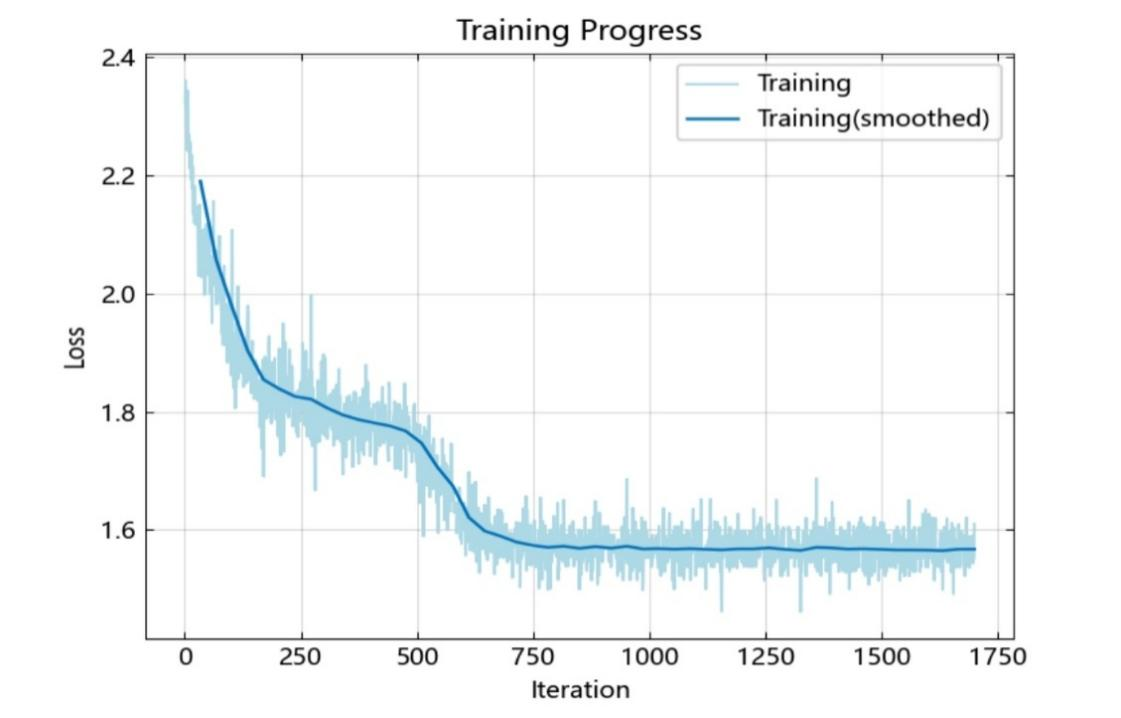 Training Progress
2.4
2.2
2.0
1.8
1.6
Loss
Training
Training(smoothed)
0 250 500 750 1000 1250 1500 1750
Iteration